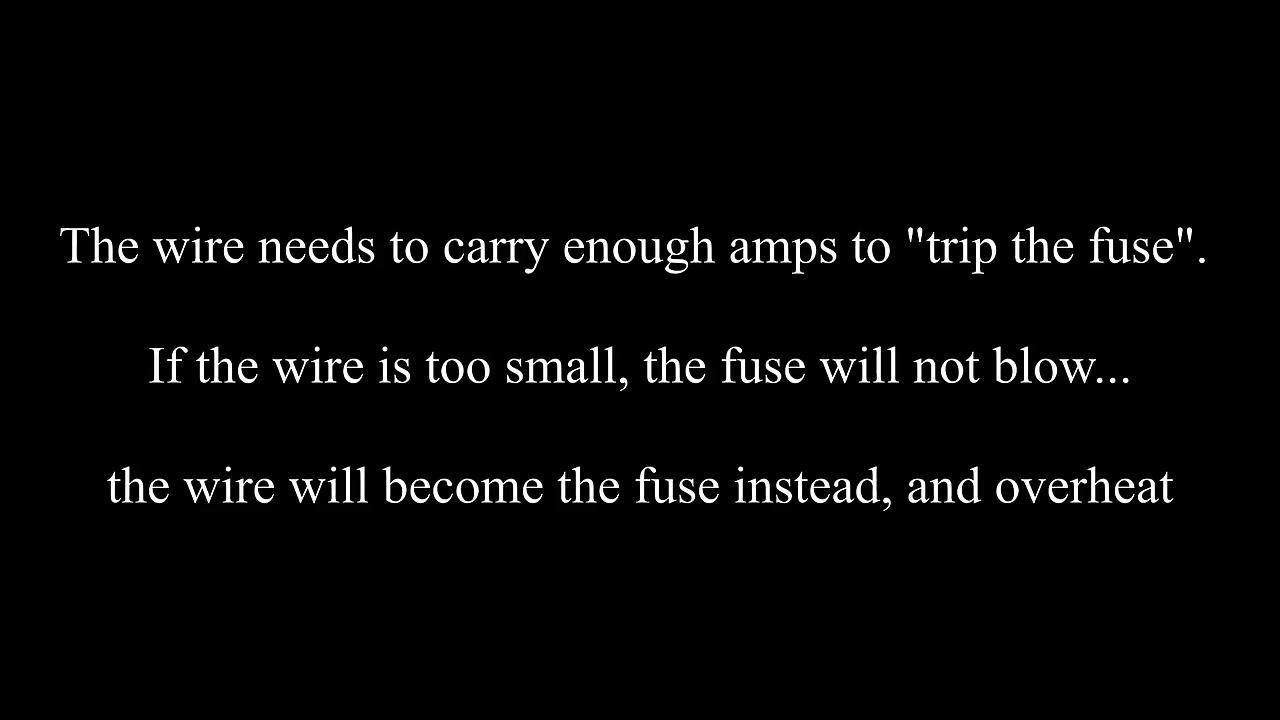 The wire needs to carry enough amps to "trip the fuse".
If the wire is too small, the fuse will not blow...
the wire will become the fuse instead, and overheat